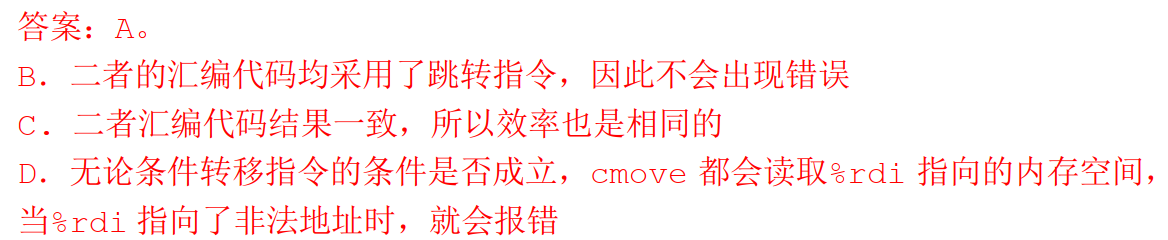 答案：A。
B．二者的汇编代码均采用了跳转指令，因此不会出现错误
C．二者汇编代码结果一致，所以效率也是相同的
D．无论条件转移指令的条件是否成立，cmove 都会读取%rdi 指向的内存空间，
当%rdi 指向了非法地址时，就会报错